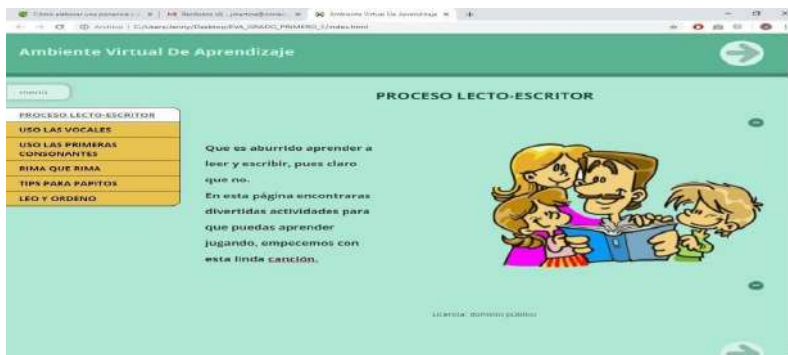 Ambiente Virtual De Aprendizaje
Archivo
menú
PROCESO LECTO-ESCRITOR
PROCESO LECTO-ESCRITOR
USO LAS VOCALES
USO LAS PRIMERAS
CONSONANTES
RIMA QUE RIMA
TIPS PARA PAPITOS
LEO Y ORDENO
Que es aburrido aprender a
leer y escribir, pues claro
que no.
En esta página encontraras
divertidas actividades para
que puedas aprender
jugando, empecemos con
esta linda canción.
Licencia: dominio público